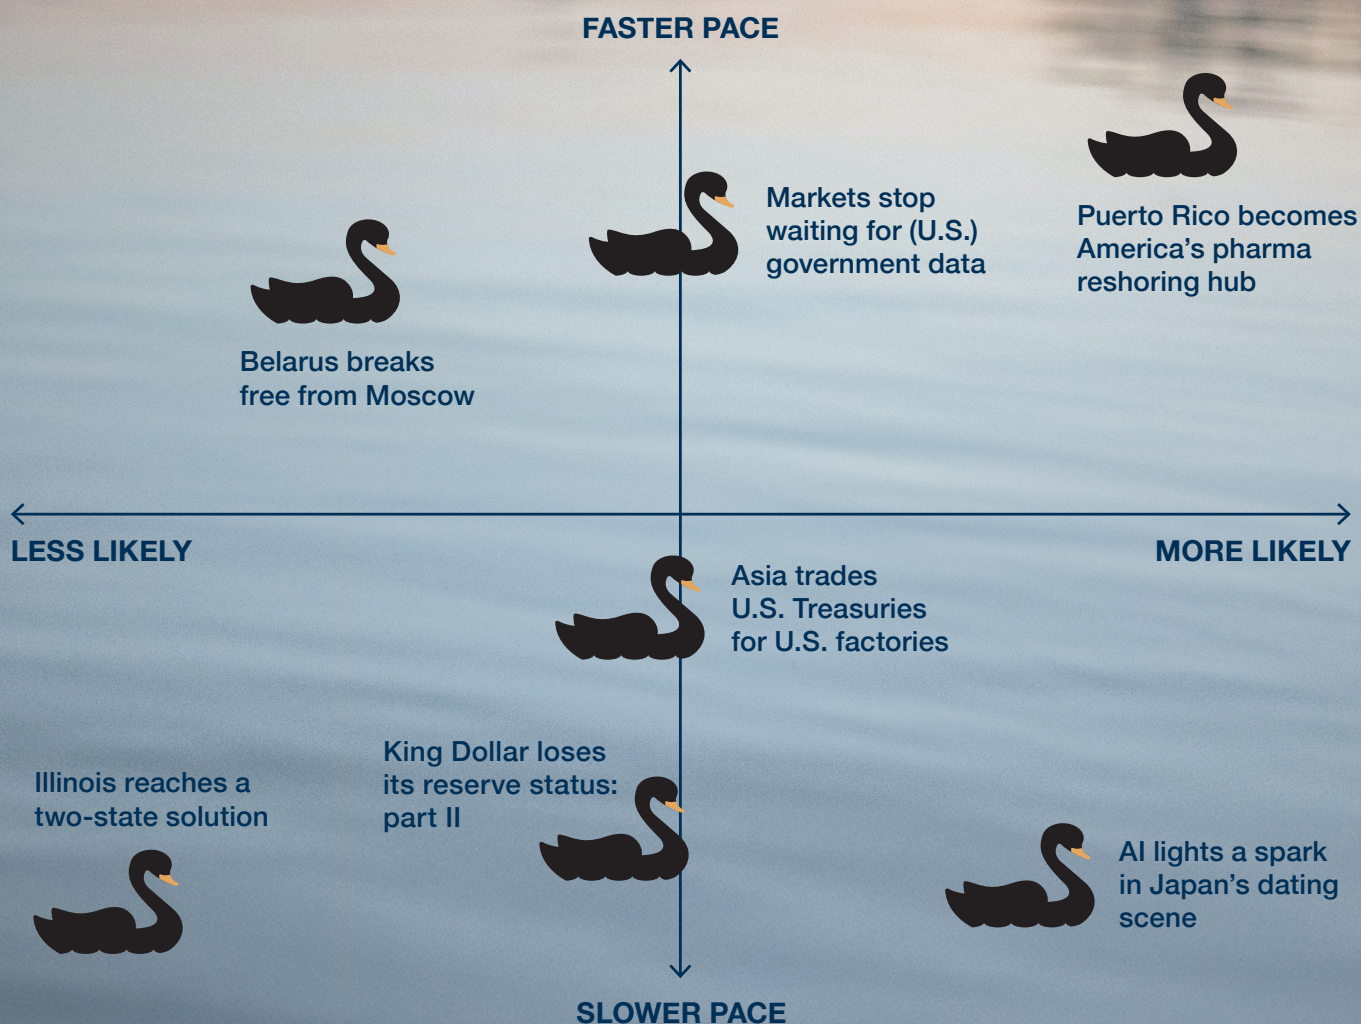 FASTER PACE
Markets stop
waiting for (U.S.)
government data
Puerto Rico becomes
America’s pharma
reshoring hub
Belarus breaks
free from Moscow
LESS LIKELY
MORE LIKELY
Asia trades
U.S. Treasuries
for U.S. factories
King Dollar loses
its reserve status:
part II
Illinois reaches a
two-state solution
AI lights a spark
in Japan’s dating
scene
SLOWER PACE